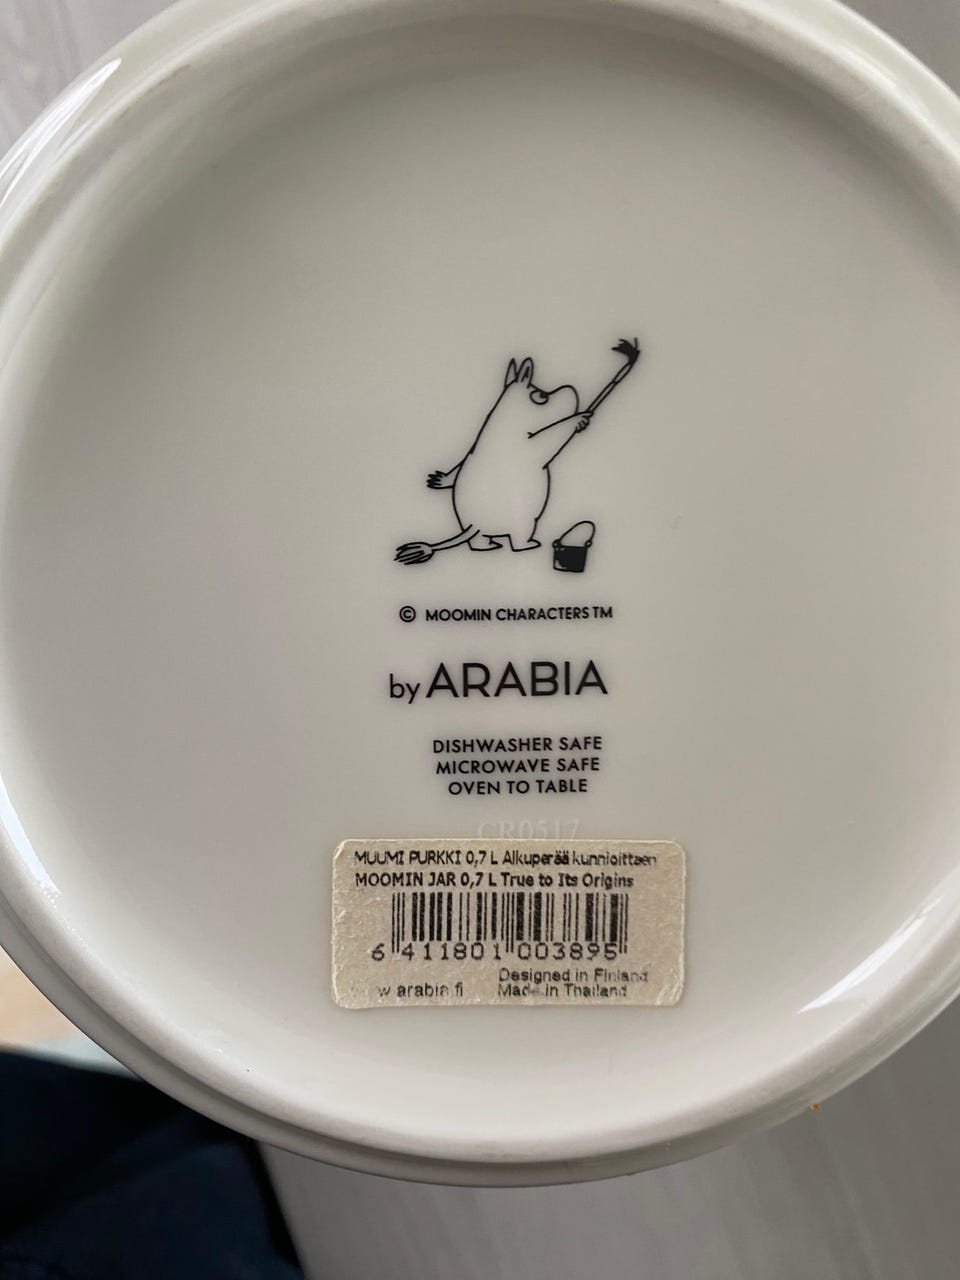 © MOOMIN CHARACTERS TM
by ARABIA
DISHWASHER SAFE
MICROWAVE SAFE
OVEN TO TABLE
CR0517
MUUMI PURKKI 0,7 L Alkuperää kunnioittaen
MOOMIN JAR 0,7 L True to Its Origins
6 411801 003895
Designed in Finland
w arabia.fi Made in Thailand